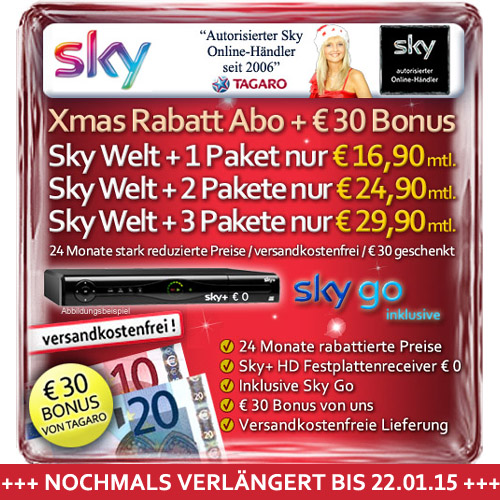 sky
“Autorisierter Sky
Online-Händler
seit 2006”
TAGARO
sky
autorisierter
Online-Händler
Xmas Rabatt Abo + € 30 Bonus
Sky Welt + 1 Paket nur € 16,90 mtl.
Sky Welt + 2 Pakete nur € 24,90 mtl.
Sky Welt + 3 Pakete nur € 29,90 mtl.
24 Monate stark reduzierte Preise / versandkostenfrei / € 30 geschenkt
sky+
sky+ € 0
Abbildungsbeispiel
sky go
inklusive
versandkostenfrei !
€ 30
BONUS
VON TAGARO
10
20
24 Monate rabattierte Preise
Sky+ HD Festplattenreceiver € 0
Inklusive Sky Go
€ 30 Bonus von uns
Versandkostenfreie Lieferung
+++ NOCHMALS VERLÄNGERT BIS 22.01.15 +++